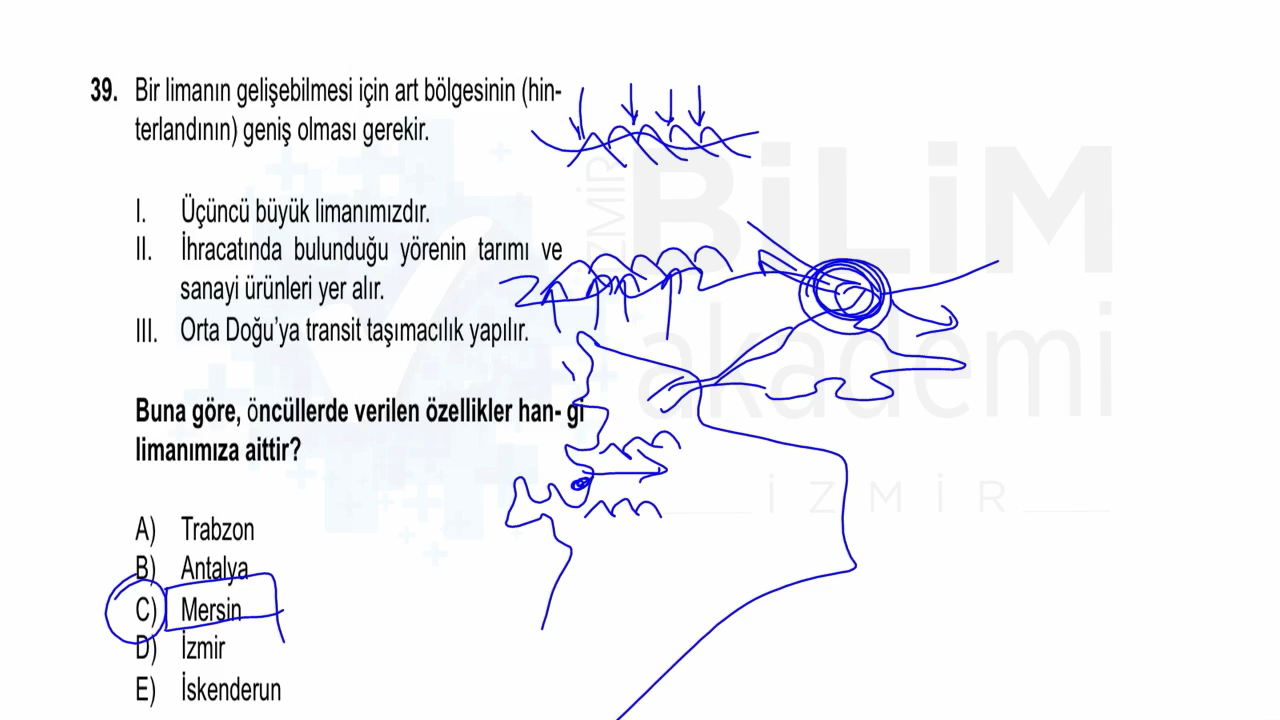 39. Bir limanın gelişebilmesi için art bölgesinin (hin-
terlandının) geniş olması gerekir.
I. Üçüncü büyük limanımızdır.
II. İhracatında bulunduğu yörenin tarımı ve
sanayi ürünleri yer alır.
III. Orta Doğu'ya transit taşımacılık yapılır.
Buna göre, öncüllerde verilen özellikler han- gi
limanımıza aittir?
A) Trabzon
B) Antalya
C) Mersin
D) İzmir
E) İskenderun
İZMİR
BiLiM
akademi
İZMİR